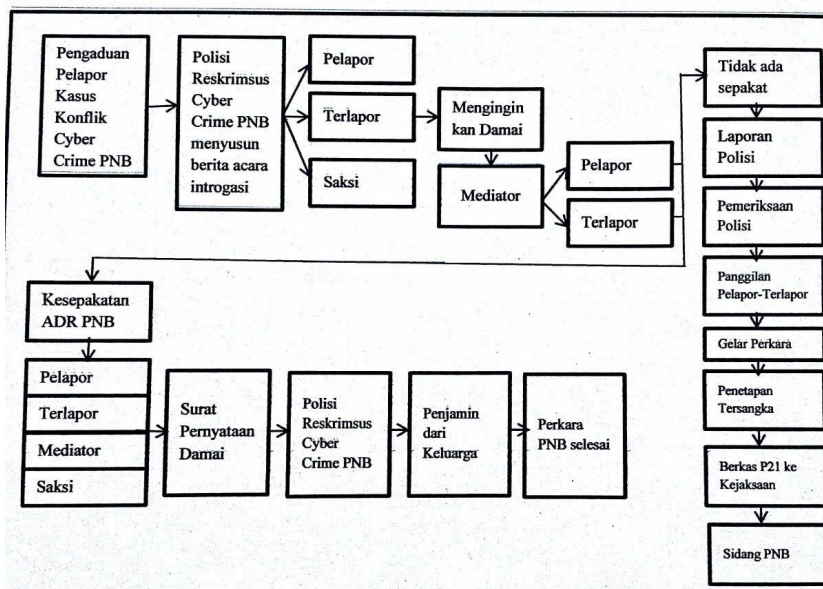 Pengaduan
Pelapor
Kasus
Konflik
Cyber
Crime PNB
Polisi
Reskrimsus
Cyber
Crime PNB
menyusun
berita acara
introgasi
Pelapor
Terlapor
Saksi
Mengingin
kan Damai
Mediator
Pelapor
Terlapor
Tidak ada
sepakat
Laporan
Polisi
Pemeriksaan
Polisi
Panggilan
Pelapor-Terlapor
Gelar Perkara
Penetapan
Tersangka
Berkas P21 ke
Kejaksaan
Sidang PNB
Kesepakatan
ADR PNB
Pelapor
Terlapor
Mediator
Saksi
Surat
Pernyataan
Damai
Polisi
Reskrimsus
Cyber
Crime PNB
Penjamin
dari
Keluarga
Perkara
PNB selesai